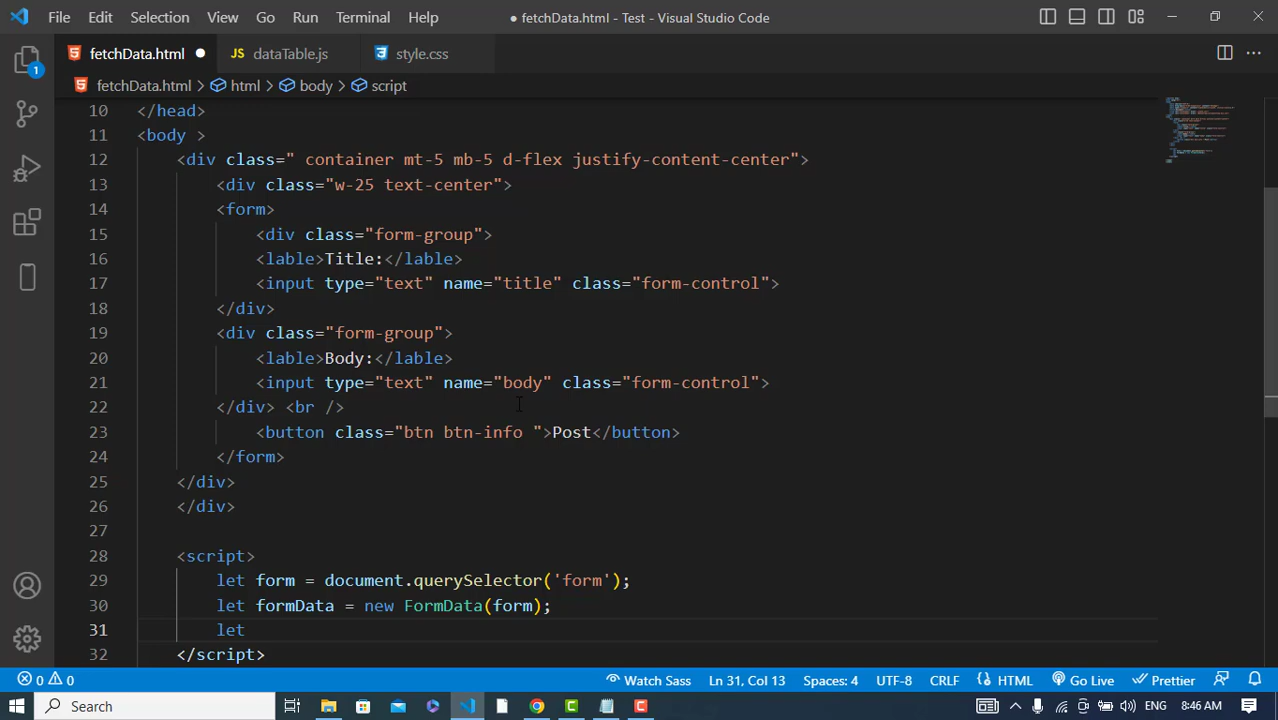 File Edit Selection View Go Run Terminal Help ● fetchData.html - Test - Visual Studio Code
fetchData.html ● JS dataTable.js style.css
fetchData.html > html > body > script
1
10 </head>
11 <body >
12 <div class=" container mt-5 mb-5 d-flex justify-content-center">
13 <div class="w-25 text-center">
14 <form>
15 <div class="form-group">
16 <lable>Title:</lable>
17 <input type="text" name="title" class="form-control">
18 </div>
19 <div class="form-group">
20 <lable>Body:</lable>
21 <input type="text" name="body" class="form-control">
22 </div> <br />
23 <button class="btn btn-info ">Post</button>
24 </form>
25 </div>
26 </div>
27
28 <script>
29 let form = document.querySelector('form');
30 let formData = new FormData(form);
31 let
32 </script>
0 0 Watch Sass Ln 31, Col 13 Spaces: 4 UTF-8 CRLF HTML Go Live Prettier
Search ENG 8:46 AM